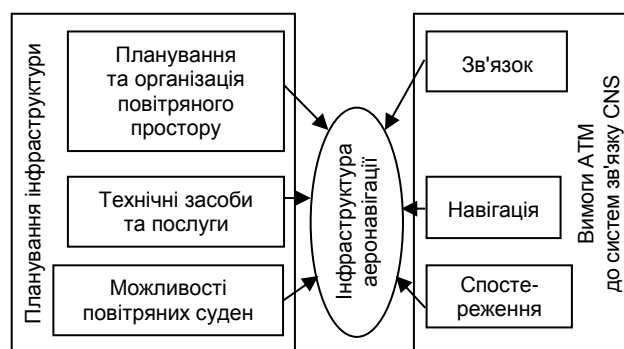 Планування інфраструктури
Планування
та організація
повітряного
простору
Технічні засоби
та послуги
Можливості
повітряних суден
Інфраструктура
аеронавігації
Зв'язок
Навігація
Спосте-
реження
Вимоги АТМ
до систем зв'язку CNS